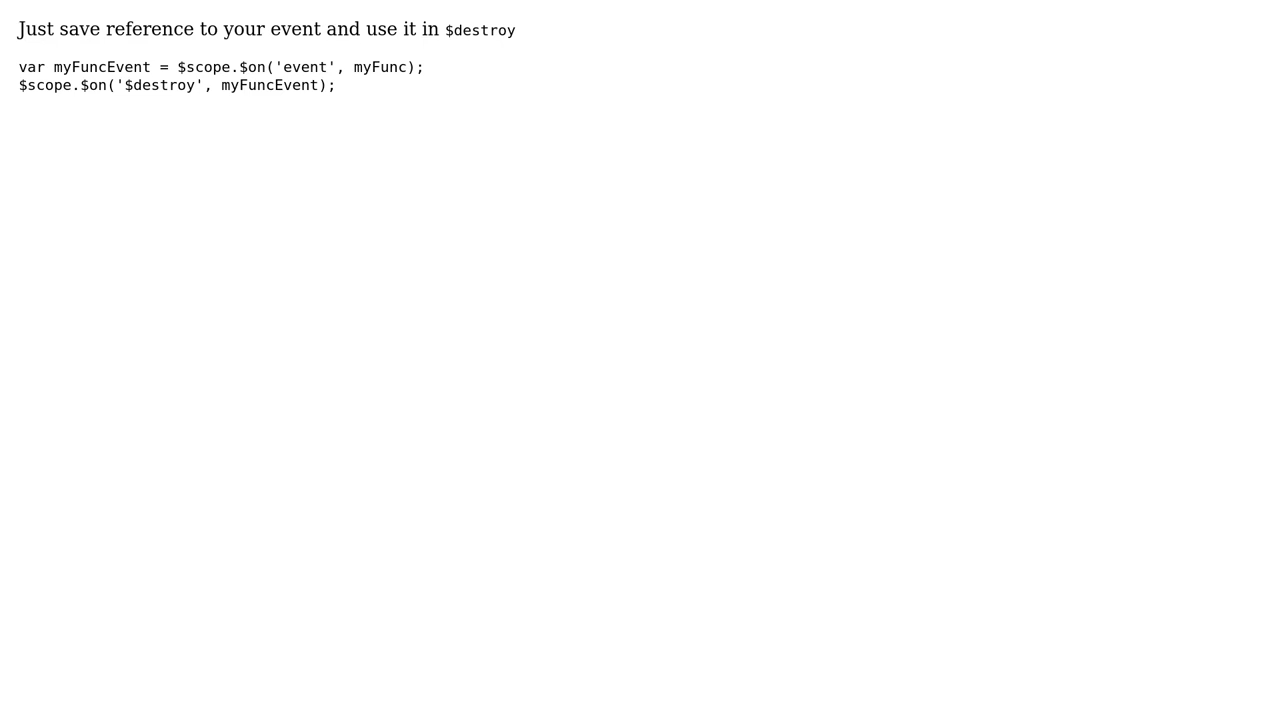 Just save reference to your event and use it in $destroy
var myFuncEvent = $scope.$on('event', myFunc);
$scope.$on('$destroy', myFuncEvent);